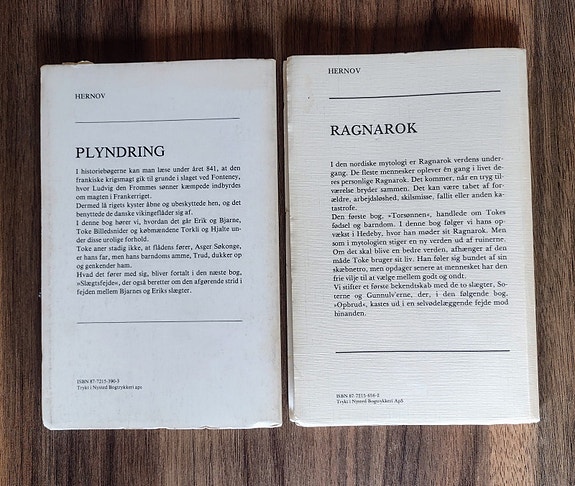 HERNOV
PLYNDRING
I historiebøgerne kan man læse under året 841, at den
frankiske krigsmagt gik til grunde i slaget ved Fonteney,
hvor Ludvig den Frommes sønner kæmpede indbyrdes
om magten i Frankerriget.
Dermed lå rigets kyster åbne og ubeskyttede hen, og det
benyttede de danske vikingeflåder sig af.
I denne bog hører vi, hvordan det går Erik og Bjarne,
Toke Billedsnider og købmændene Torkli og Hjalte un-
der disse urolige forhold.
Toke aner stadig ikke, at flådens fører, Asger Søkonge,
er hans far, men hans barndoms amme, Trud, dukker op
og genkender ham.
Hvad det fører med sig, bliver fortalt i den næste bog,
»Slægtsfejde«, der også beretter om den afgørende strid i
fejden mellem Bjarnes og Eriks slægter.
ISBN 87-7215-390-3
Trykt i Nysted Bogtrykkeri aps
HERNOV
RAGNAROK
I den nordiske mytologi er Ragnarok verdens under-
gang. De fleste mennesker oplever én gang i livet de-
res personlige Ragnarok. Det kommer, når en tryg til-
værelse bryder sammen. Det kan være tabet af for-
ældre, arbejdsløshed, skilsmisse, fallit eller anden ka-
tastrofe.
Den første bog, »Torsønnen«, handlede om Tokes
fødsel og barndom. I denne bog følger vi hans op-
vækst i Hedeby, hvor han møder sit Ragnarok. Men
som i mytologien stiger en ny verden ud af ruinerne.
Om det skal blive en bedre verden, afhænger af den
måde Toke bruger sit liv. Han føler sig bundet af sin
skæbnetro, men opdager senere at mennesket har den
frie vilje til at vælge mellem godt og ondt.
Vi stifter et første bekendtskab med de to slægter, So-
terne og Gunnulv'erne, der, i den følgende bog,
»Opbrud«, kastes ud i en selvødelæggende fejde mod
hinanden.
Trykt i Nysted Bogtrykkeri ApS